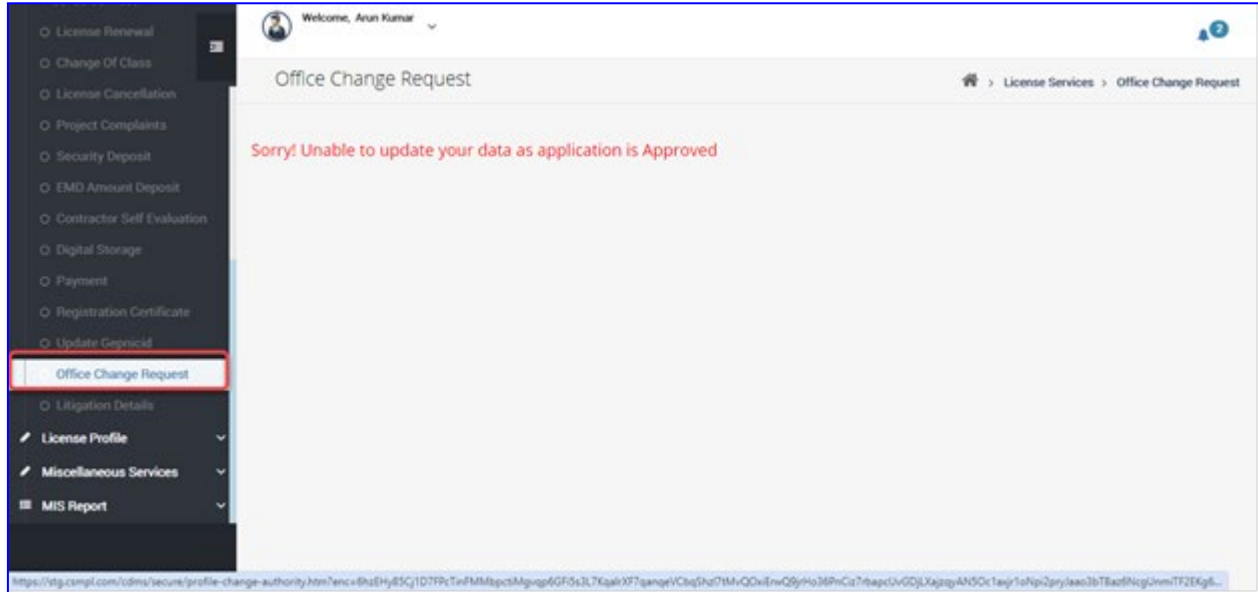 License Renewal
Change Of Class
License Cancellation
Project Complaints
Security Deposit
EMD Amount Deposit
Contractor Self Evaluation
Digital Storage
Payment
Registration Certificate
Update Gepnicid
Office Change Request
Litigation Details
License Profile
Miscellaneous Services
MIS Report
Welcome, Arun Kumar
2
Office Change Request
> License Services > Office Change Request
Sorry! Unable to update your data as application is Approved